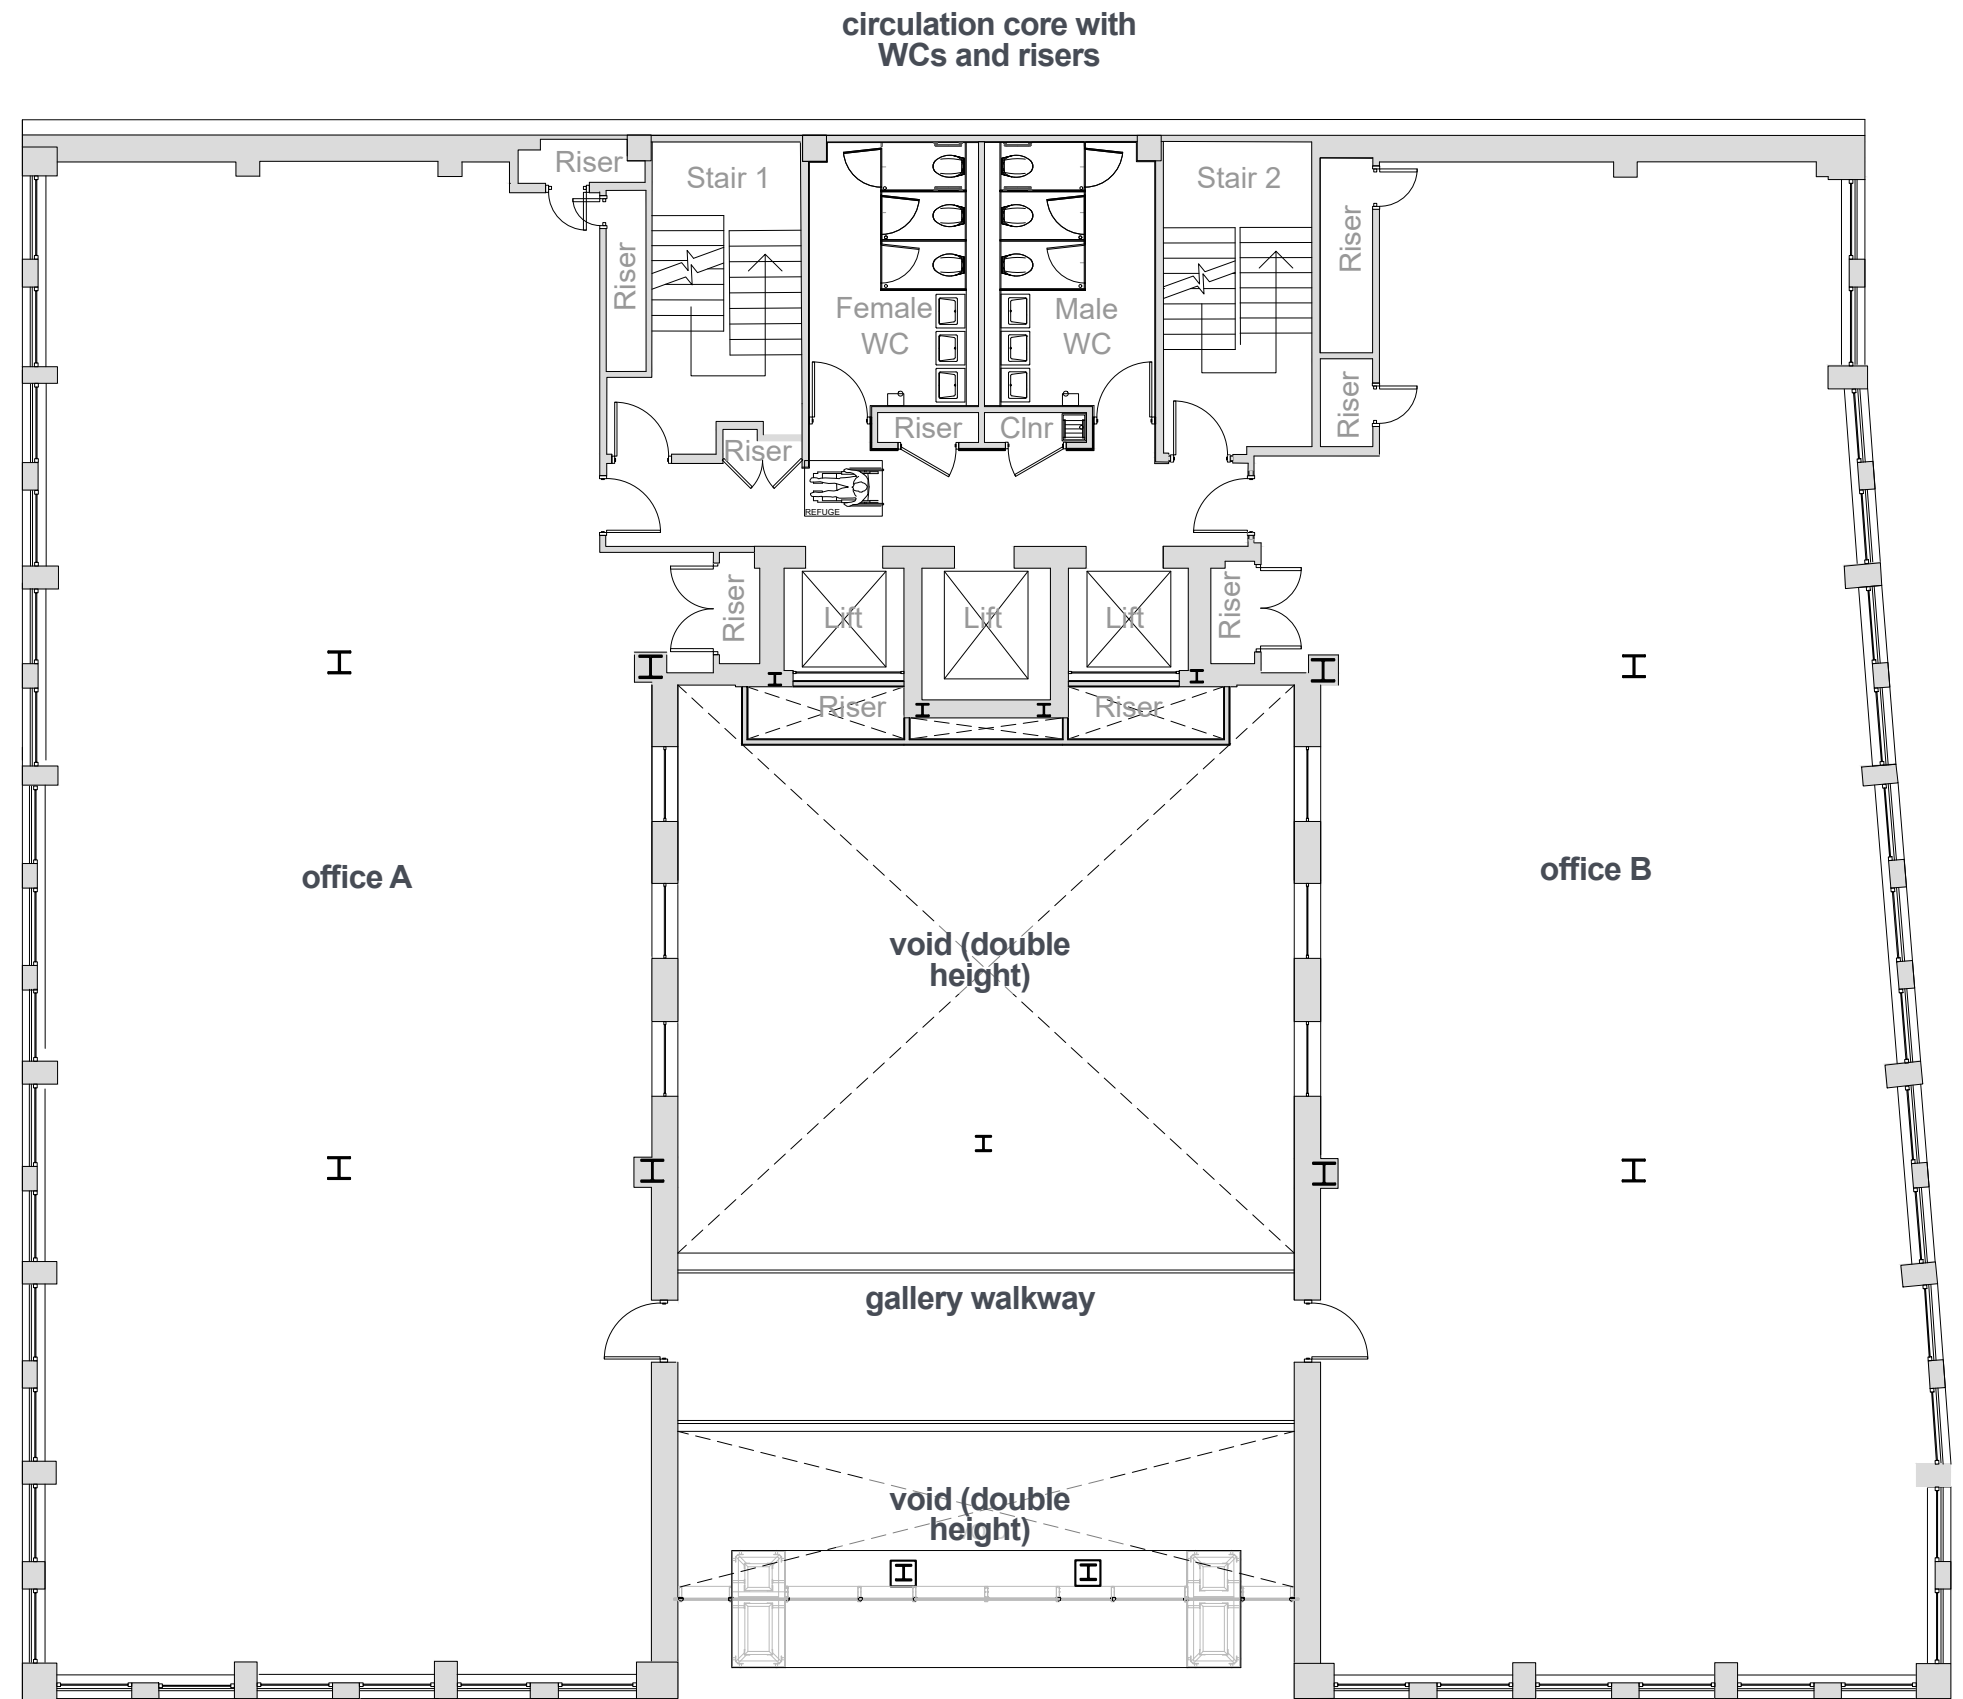 circulation core with
WCs and risers
Riser
Stair 1
Stair 2
Riser
Riser
Female
WC
Male
WC
Riser
Riser
Clnr
Riser
REFUGE
Riser
Lift
Lift
Lift
Riser
Riser
Riser
office A
office B
void (double
height)
gallery walkway
void (double
height)